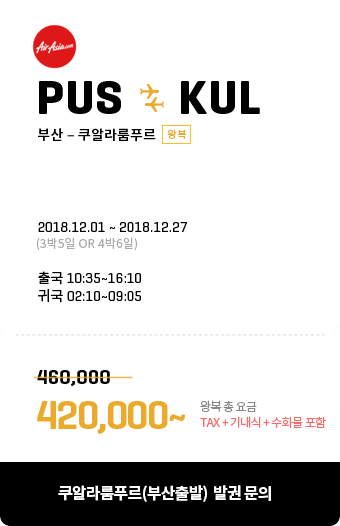 AirAsia.com
PUS KUL
부산 – 쿠알라룸푸르 왕복
2018.12.01 ~ 2018.12.27
(3박5일 OR 4박6일)
출국 10:35~16:10
귀국 02:10~09:05
460,000
420,000~
왕복 총 요금
TAX + 기내식 + 수화물 포함
쿠알라룸푸르(부산출발) 발권 문의